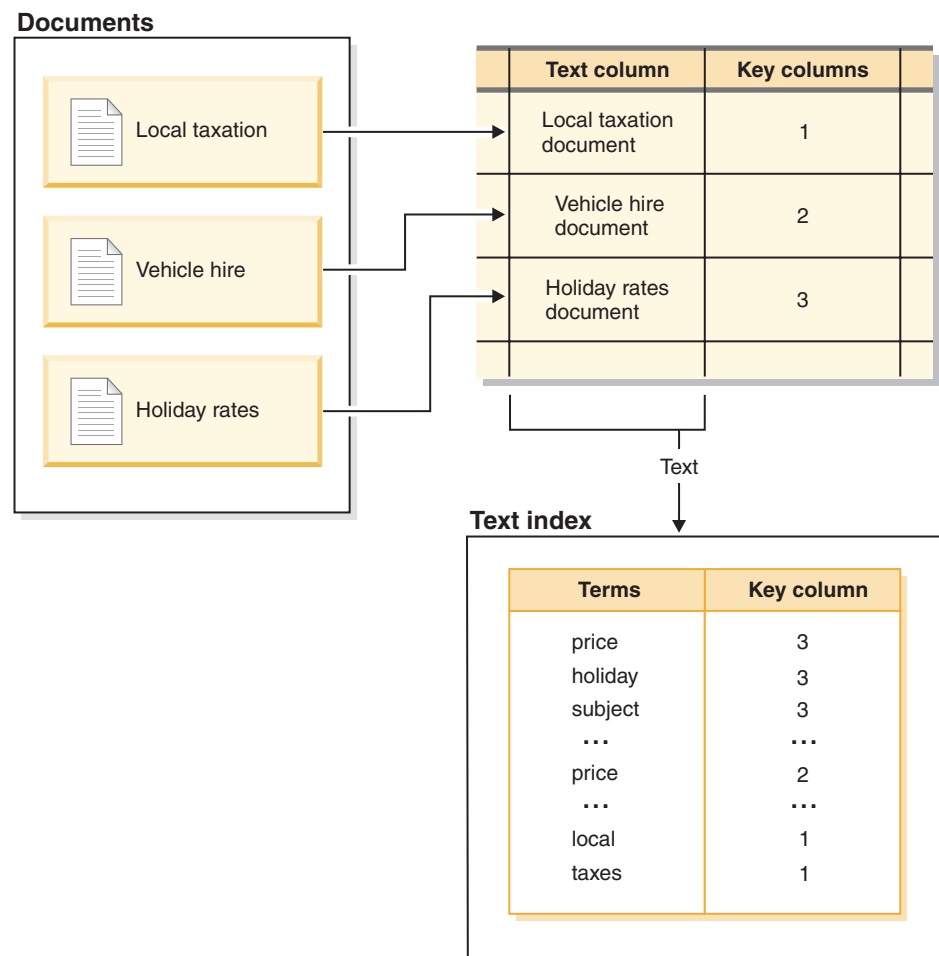 Documents
Local taxation
Vehicle hire
Holiday rates
Text column Key columns
Local taxation
document
1
Vehicle hire
document
2
Holiday rates
document
3
Text
Text index
Terms Key column
price 3
holiday 3
subject 3
... ...
price 2
... ...
local 1
taxes 1